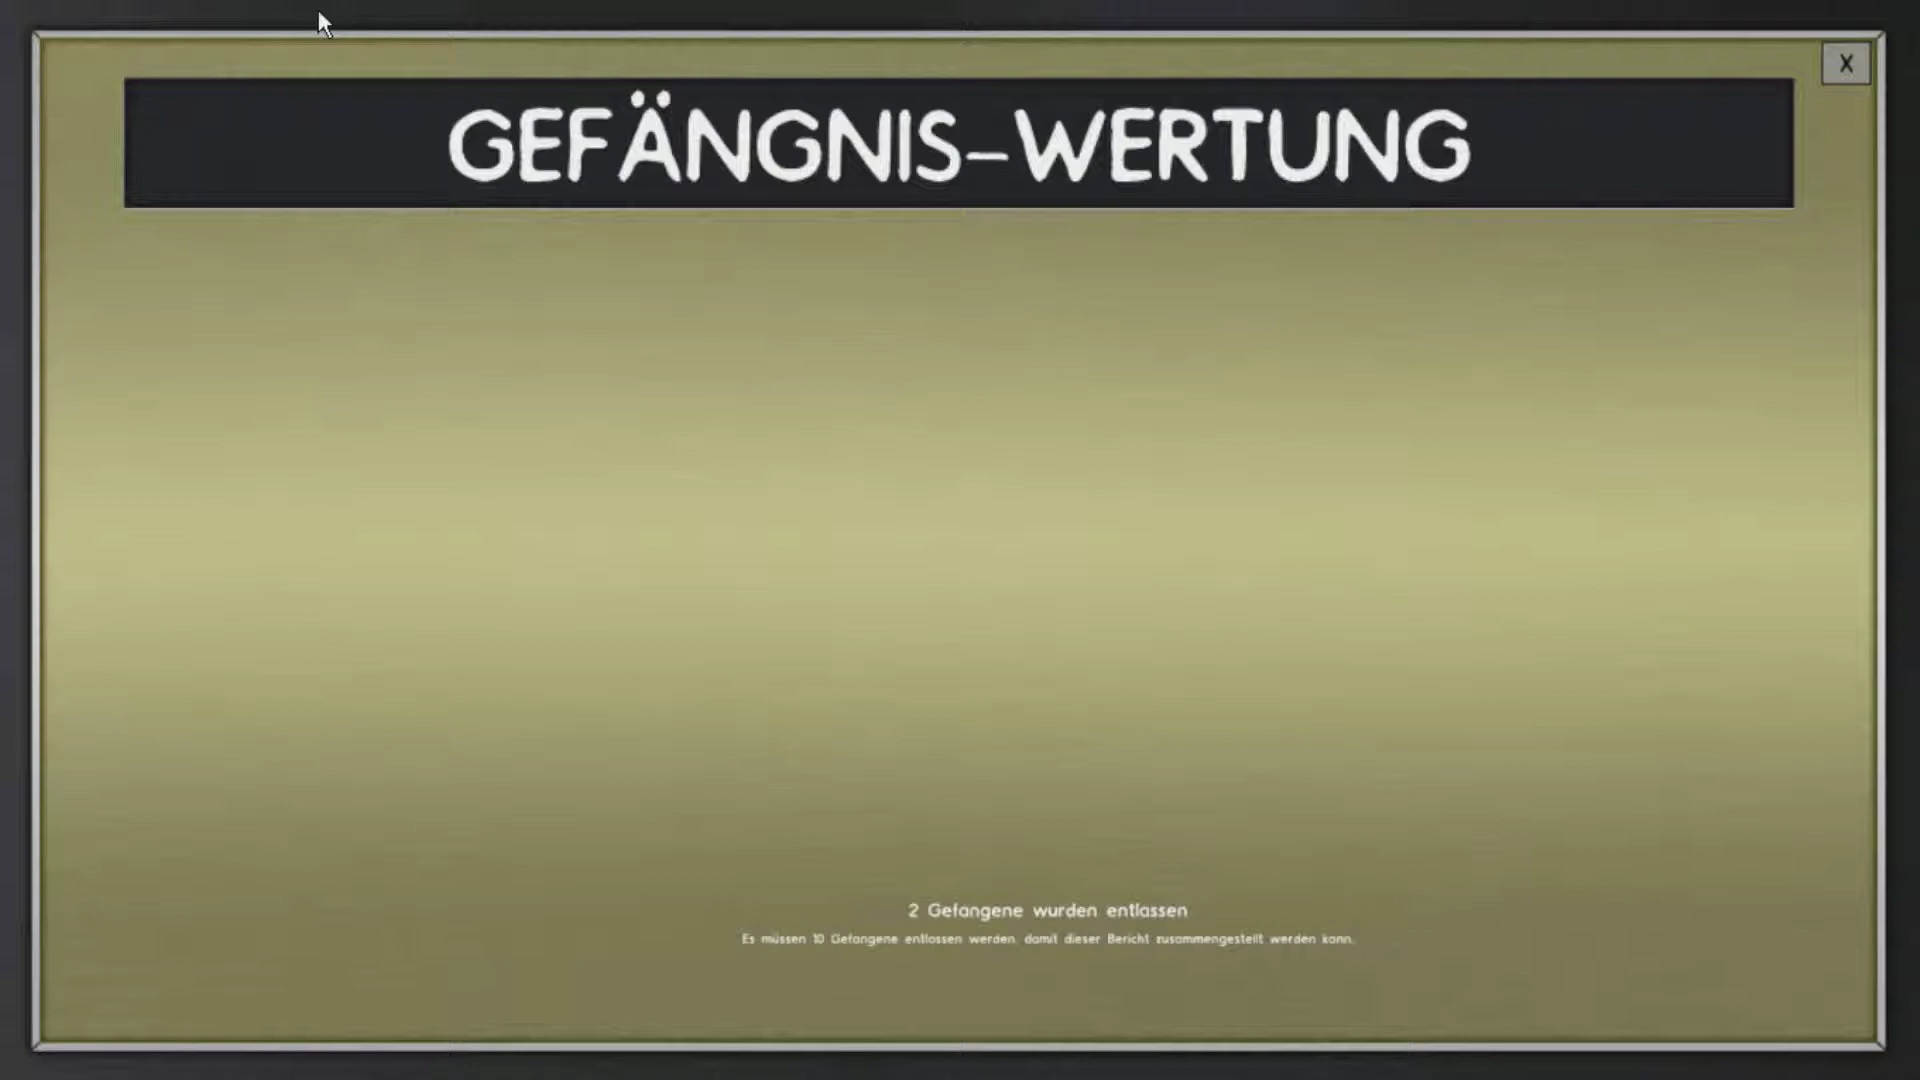 X
GEFÄNGNIS-WERTUNG
2 Gefangene wurden entlassen
Es müssen 10 Gefangene entlassen werden, damit dieser Bericht zusammengestellt werden kann.